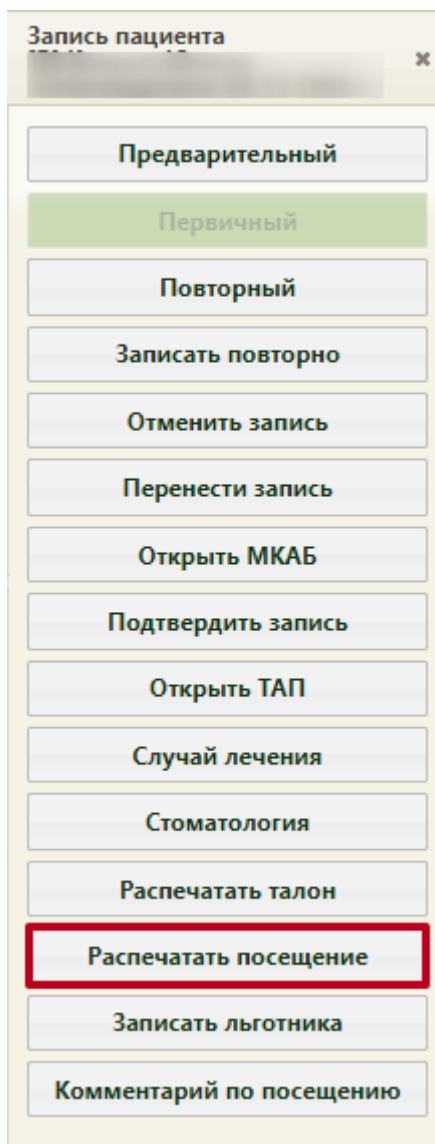 Запись пациента
Предварительный
Первичный
Повторный
Записать повторно
Отменить запись
Перенести запись
Открыть МКАБ
Подтвердить запись
Открыть ТАП
Случай лечения
Стоматология
Распечатать талон
Распечатать посещение
Записать льготника
Комментарий по посещению